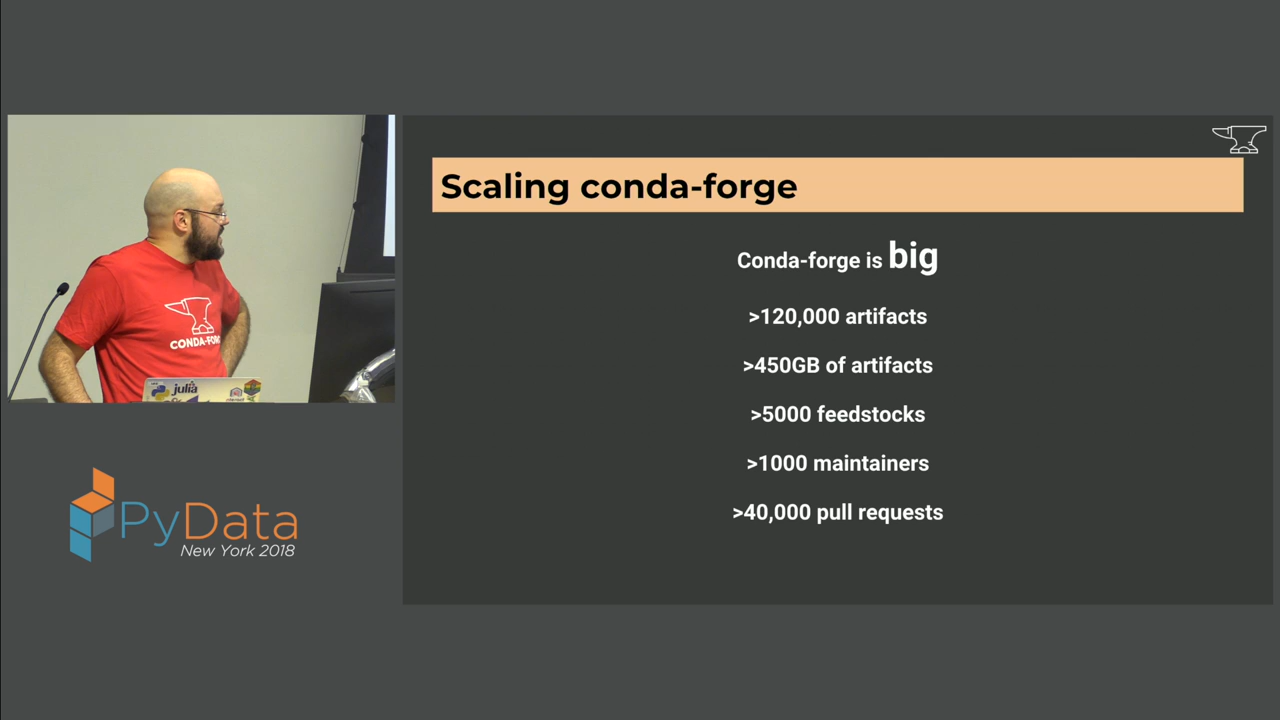 Scaling conda-forge
Conda-forge is big
>120,000 artifacts
>450GB of artifacts
>5000 feedstocks
>1000 maintainers
>40,000 pull requests
CONDA-FORG
julia
PyData
New York 2018